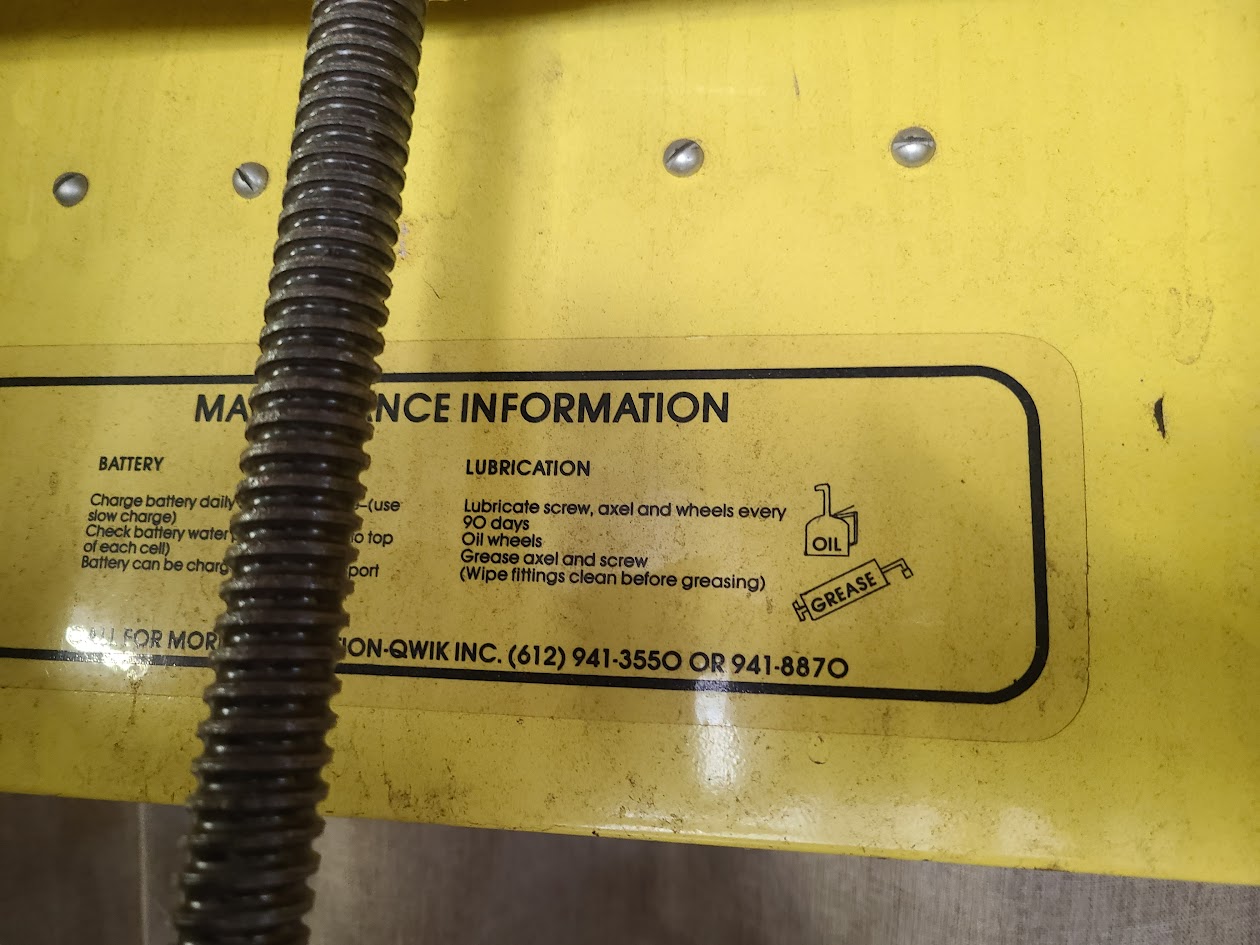 MA NCE INFORMATION
BATTERY
Charge battery daily –(use
slow charge)
Check battery water to top
of each cell)
Battery can be charg port
LUBRICATION
Lubricate screw, axel and wheels every
90 days
Oil wheels
Grease axel and screw
(Wipe fittings clean before greasing)
OIL
GREASE
ALL FOR MOR ION-QWIK INC. (612) 941-3550 OR 941-8870